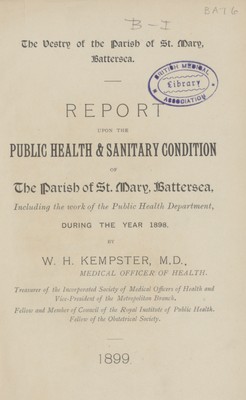 BA76
B-I
The Vestry of the Parish of St. Mary,
Battersea.
BRITISH MEDICAL
Library
ASSOCIATION
REPORT
UPON THE
PUBLIC HEALTH & SANITARY CONDITION
OF
The Parish of St. Mary, Battersea,
Including the work of the Public Health Department,
DURING THE YEAR 1898,
BY
W. H. KEMPSTER, M.D.,
MEDICAL OFFICER OF HEALTH.
Treasurer of the Incorporated Society of Medical Officers of Health and
Vice-President of the Metropolitan Branch.
Fellow and Member of Council of the Royal Institute of Public Health.
Fellow of the Obstetrical Society.
1899.